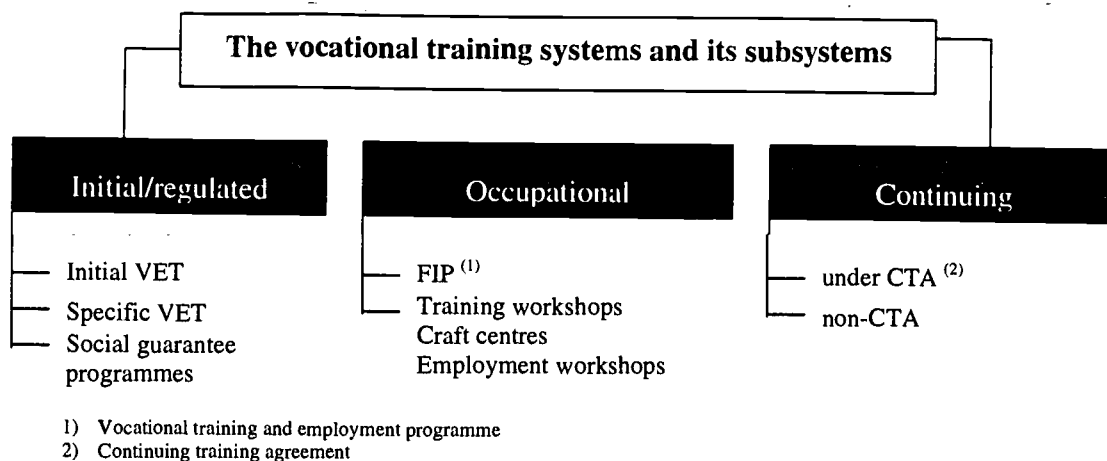 The vocational training systems and its subsystems
Initial/regulated
Occupational
Continuing
Initial VET
Specific VET
Social guarantee
programmes
FIP (1)
Training workshops
Craft centres
Employment workshops
under CTA (2)
non-CTA
1) Vocational training and employment programme
2) Continuing training agreement